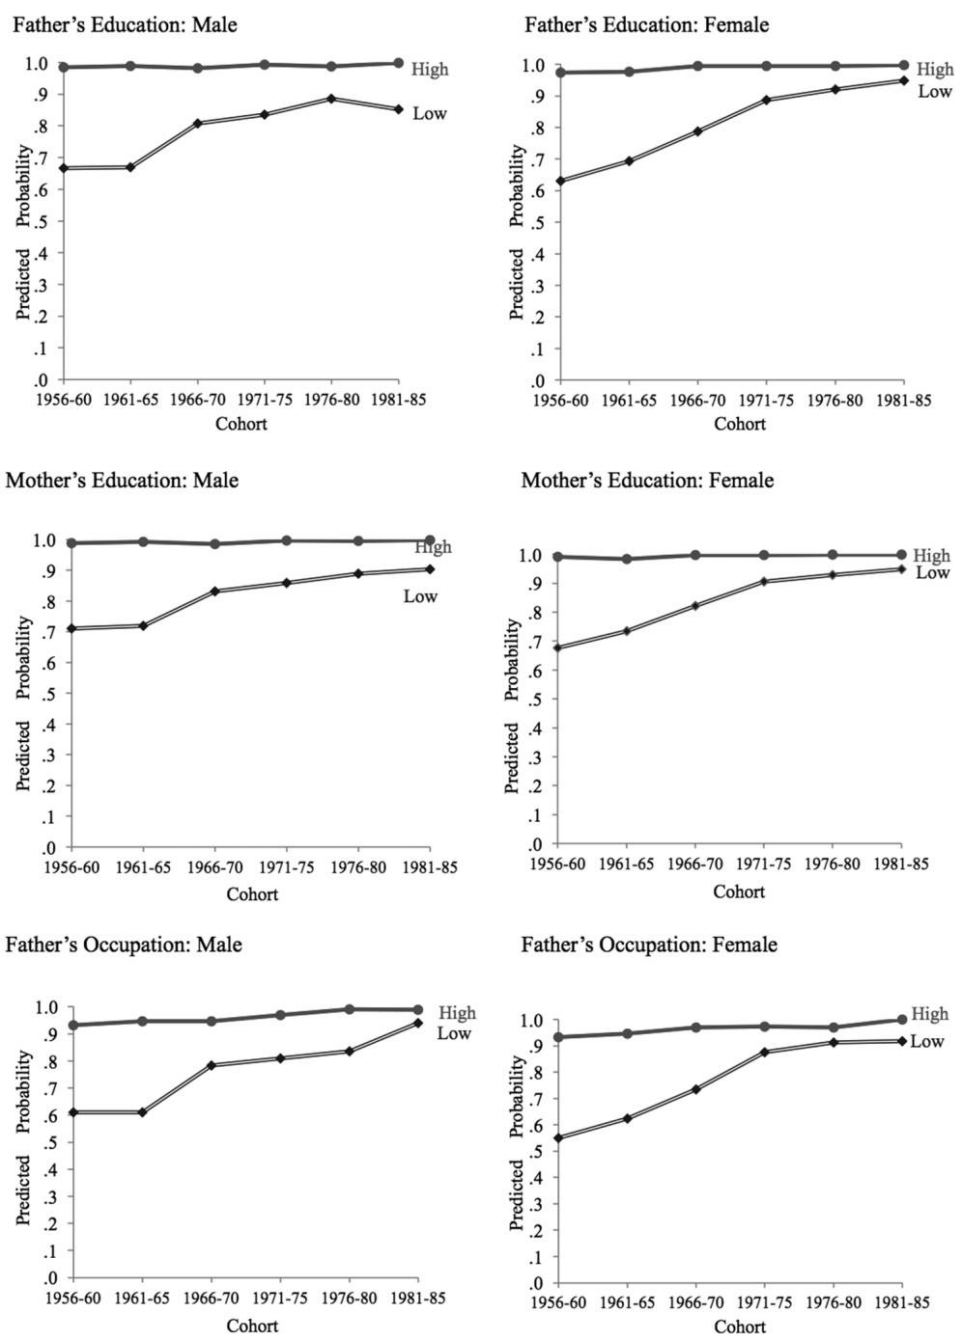 Father’s Education: Male
1.0
.9
.8
.7
.6
.5
.4
.3
.2
.1
.0
Predicted Probability
High
Low
1956-60 1961-65 1966-70 1971-75 1976-80 1981-85
Cohort
Father’s Education: Female
1.0
.9
.8
.7
.6
.5
.4
.3
.2
.1
.0
Predicted Probability
High
Low
1956-60 1961-65 1966-70 1971-75 1976-80 1981-85
Cohort
Mother’s Education: Male
1.0
.9
.8
.7
.6
.5
.4
.3
.2
.1
.0
Predicted Probability
High
Low
1956-60 1961-65 1966-70 1971-75 1976-80 1981-85
Cohort
Mother’s Education: Female
1.0
.9
.8
.7
.6
.5
.4
.3
.2
.1
.0
Predicted Probability
High
Low
1956-60 1961-65 1966-70 1971-75 1976-80 1981-85
Cohort
Father’s Occupation: Male
1.0
.9
.8
.7
.6
.5
.4
.3
.2
.1
.0
Predicted Probability
High
Low
1956-60 1961-65 1966-70 1971-75 1976-80 1981-85
Cohort
Father’s Occupation: Female
1.0
.9
.8
.7
.6
.5
.4
.3
.2
.1
.0
Predicted Probability
High
Low
1956-60 1961-65 1966-70 1971-75 1976-80 1981-85
Cohort